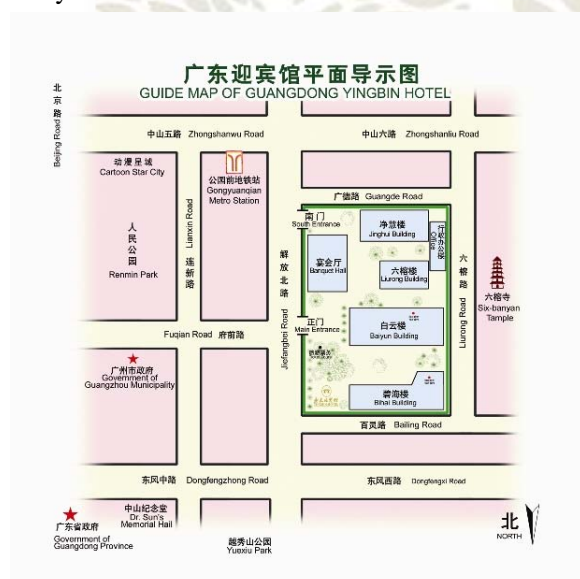 广东迎宾馆平面导示图
GUIDE MAP OF GUANGDONG YINGBIN HOTEL
北京路 Beijing Road
中山五路 Zhongshanwu Road
中山六路 Zhongshanliu Road
动漫星城
Cartoon Star City
公园前地铁站
Gongyuanqian
Metro Station
广德路 Guangde Road
人民公园
Renmin Park
连新路 Lianxin Road
解放北路 Jiefangbei Road
南门
South Entrance
净慧楼
Jinghui Building
行政办公楼
Office
宴会厅
Banquet Hall
六榕楼
Liurong Building
六榕路 Liurong Road
六榕寺
Six-banyan
Tample
正门
Main Entrance
白云楼
Baiyun Building
Fuqian Road 府前路
广州市政府
Government of
Guangzhou Municipality
碧海楼
Bihai Building
百灵路 Bailing Road
东风中路 Dongfengzhong Road
东风西路 Dongfengxi Road
广东省政府
Government of
Guangdong Province
中山纪念堂
Dr. Sun's
Memorial Hall
越秀山公园
Yuexiu Park
北
NORTH